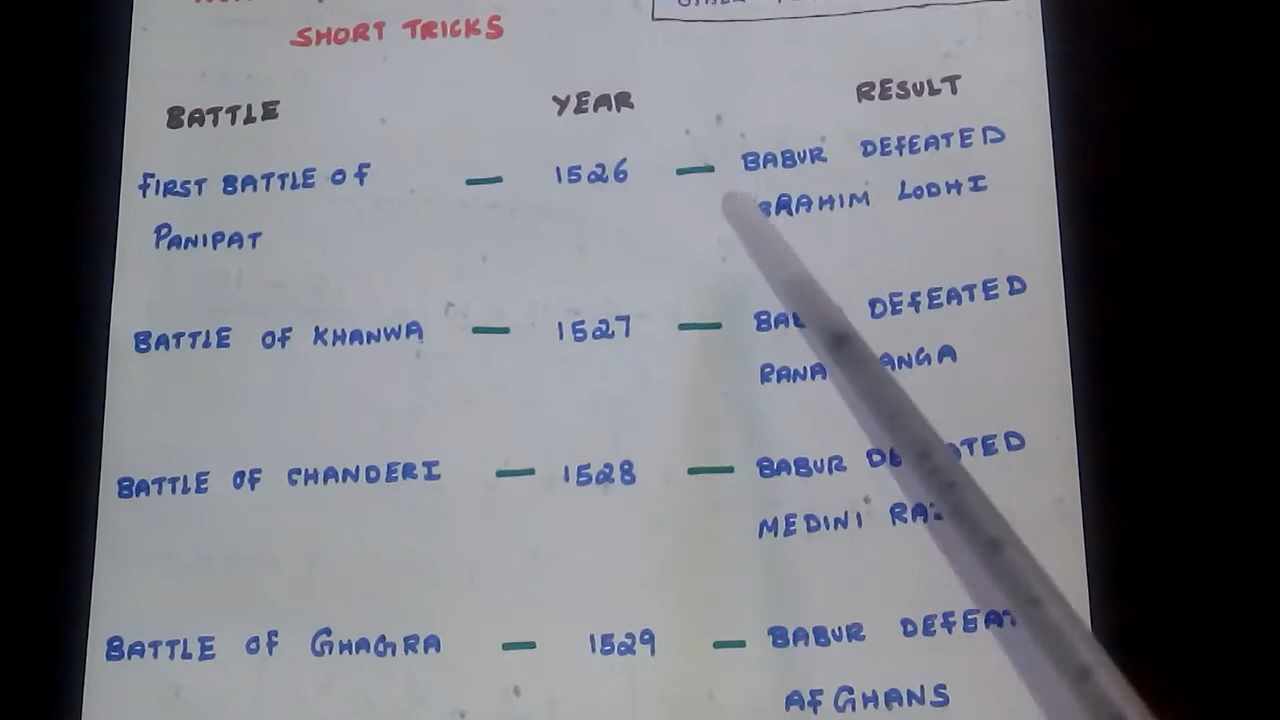 SHORT TRICKS
BATTLE YEAR RESULT
FIRST BATTLE OF — 1526 — BABUR DEFEATED
PANIPAT LODHI
BATTLE OF KHANWA — 1527 — DEFEATED
RANA
BATTLE OF CHANDERI — 1528 — BABUR
MEDINI
BATTLE OF GHAGRA — 1529 — BABUR
AFGHANS